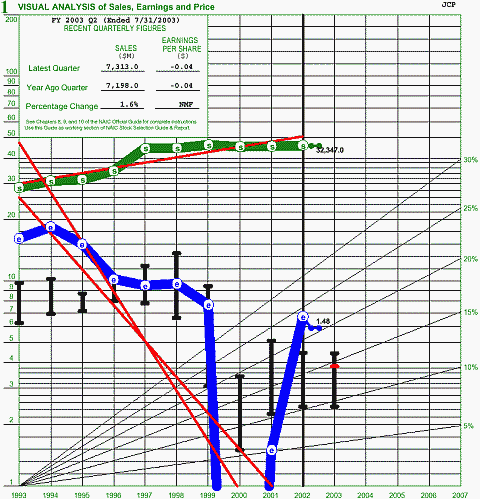 1 VISUAL ANALYSIS of Sales, Earnings and Price JCP
FY 2003 Q2 (Ended 7/31/2003)
RECENT QUARTERLY FIGURES
SALES
($M)
EARNINGS
PER SHARE
($)
Latest Quarter 7,313.0 -0.04
Year Ago Quarter 7,198.0 -0.04
Percentage Change 1.6% NMF
See Chapters 8, 9, and 10 of the NAIC Official Guide for complete instructions.
Use this Guide as working section of NAIC Stock Selection Guide & Report.
200
100
90
80
70
60
50
40
30
20
10
9
8
7
6
5
4
3
2
1
30%
25%
20%
15%
10%
5%
s s s s s s s s s s
32,347.0
e e e e e e e e e
1.48
1993 1994 1995 1996 1997 1998 1999 2000 2001 2002 2003 2004 2005 2006 2007